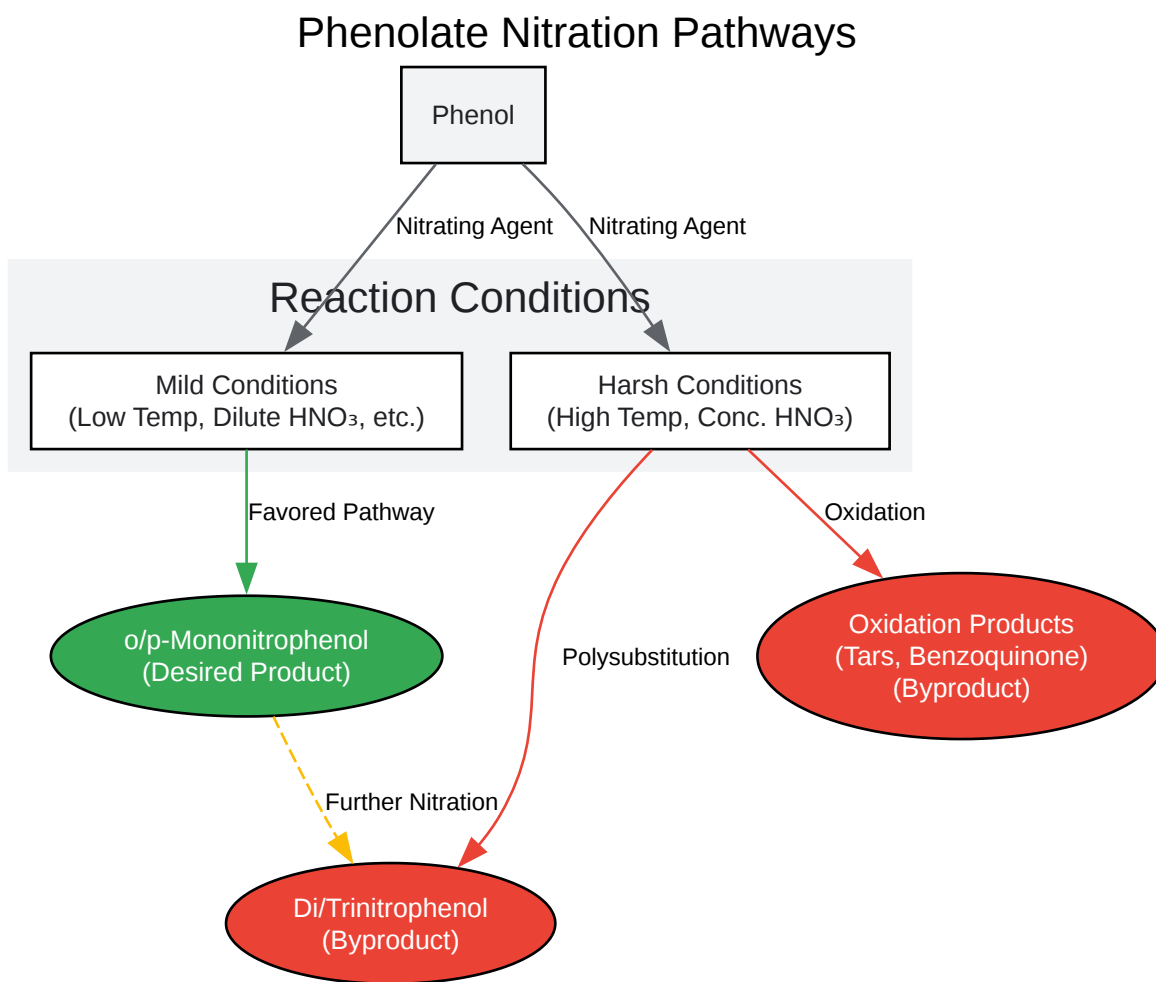 Phenolate Nitration Pathways
Phenol
Nitrating Agent
Nitrating Agent
Reaction Conditions
Mild Conditions
(Low Temp, Dilute HNO₃, etc.)
Harsh Conditions
(High Temp, Conc. HNO₃)
Favored Pathway
Oxidation
o/p-Mononitrophenol
(Desired Product)
Polysubstitution
Oxidation Products
(Tars, Benzoquinone)
(Byproduct)
Further Nitration
Di/Trinitrophenol
(Byproduct)